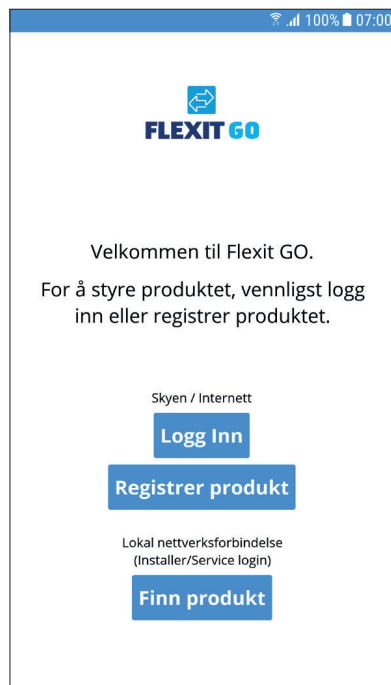 100% 07:00
FLEXIT GO
Velkommen til Flexit GO.
For å styre produktet, vennligst logg
inn eller registrer produktet.
Skyen / Internett
Logg Inn
Registrer produkt
Lokal nettverksforbindelse
(Installer/Service login)
Finn produkt